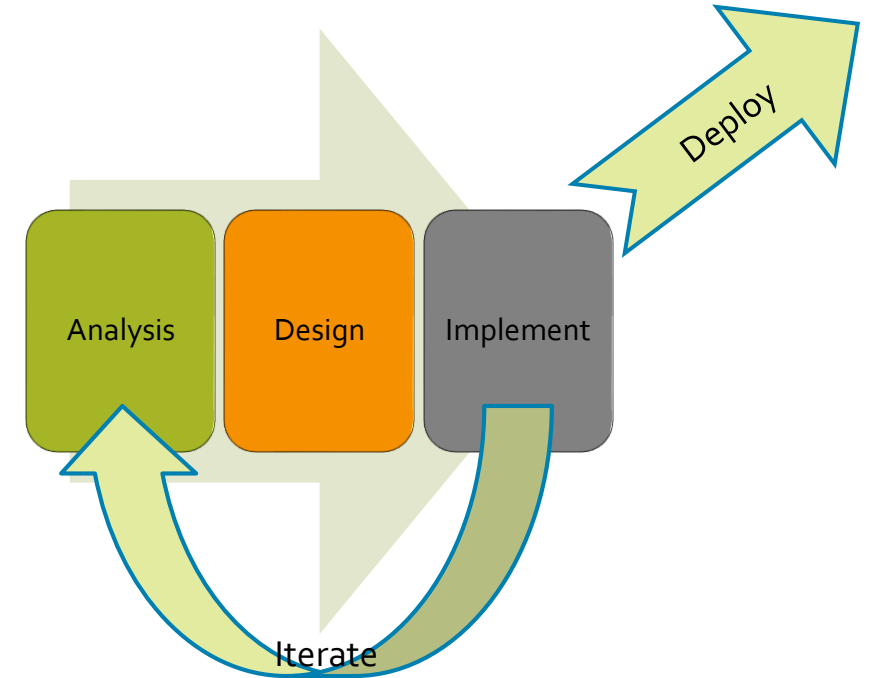 Deploy
Analysis
Design
Implement
Iterate